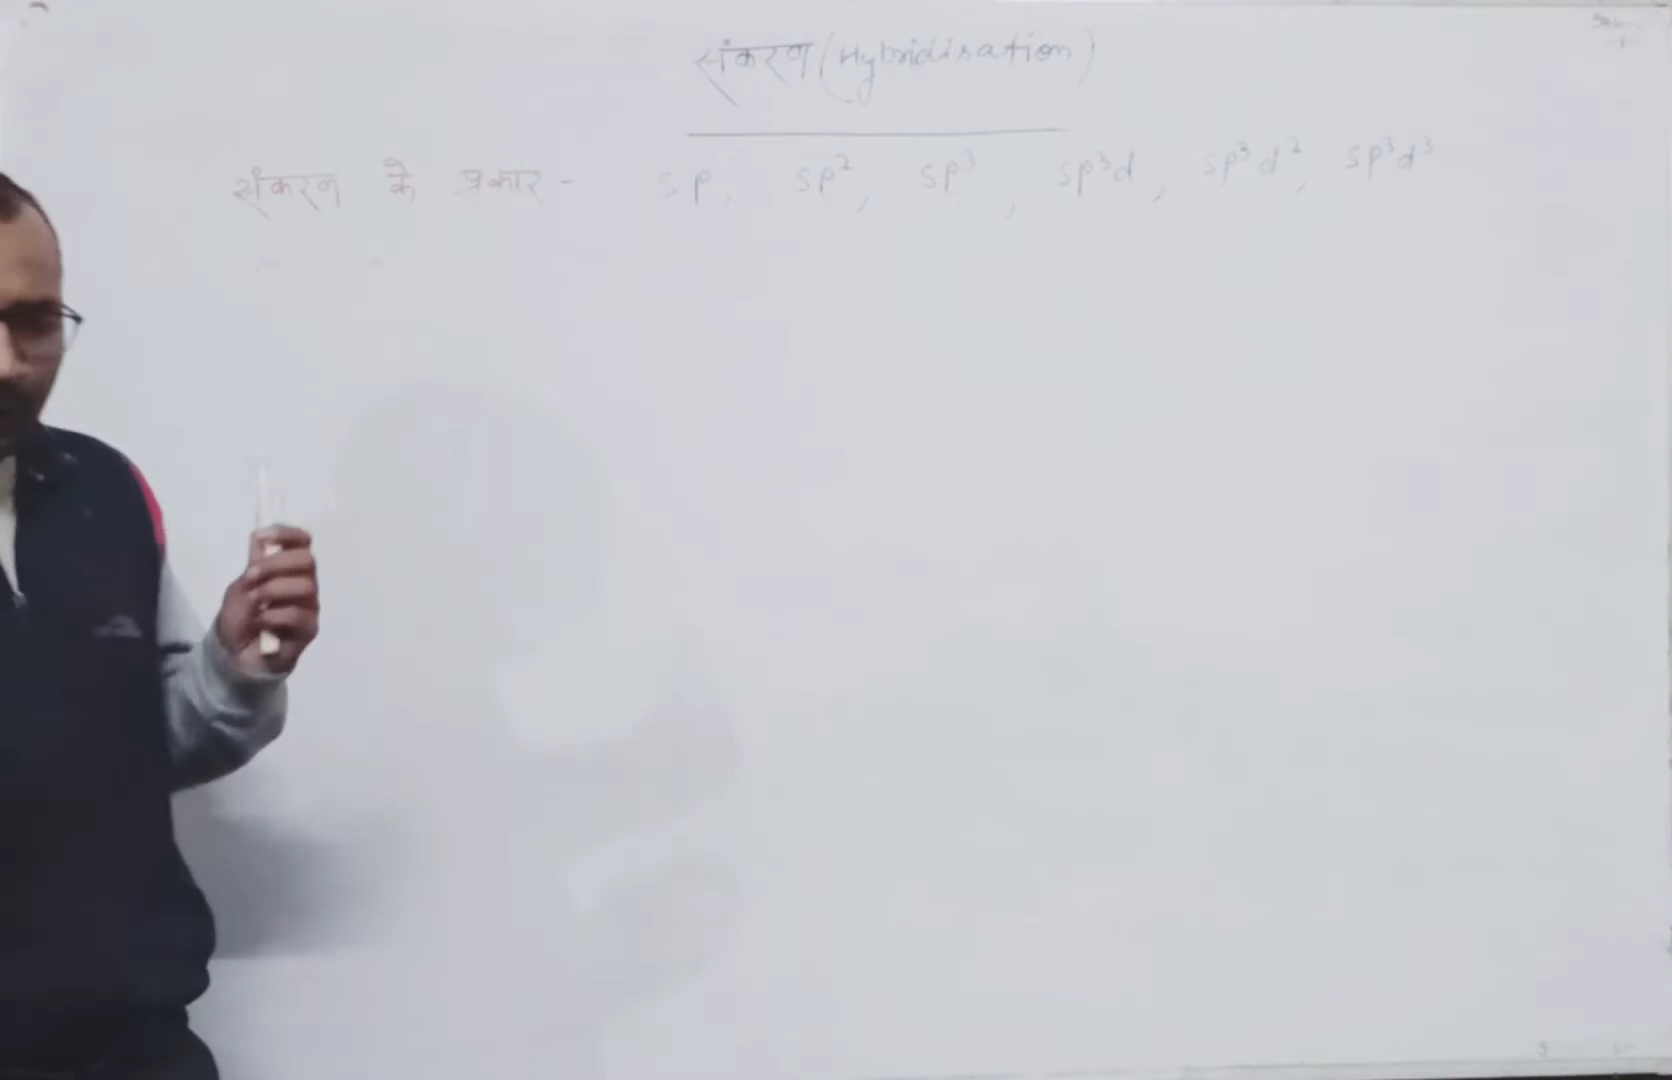 संकरण (Hybridisation)
संकरण के प्रकार - sp, sp², sp³, sp³d, sp³d², sp³d³